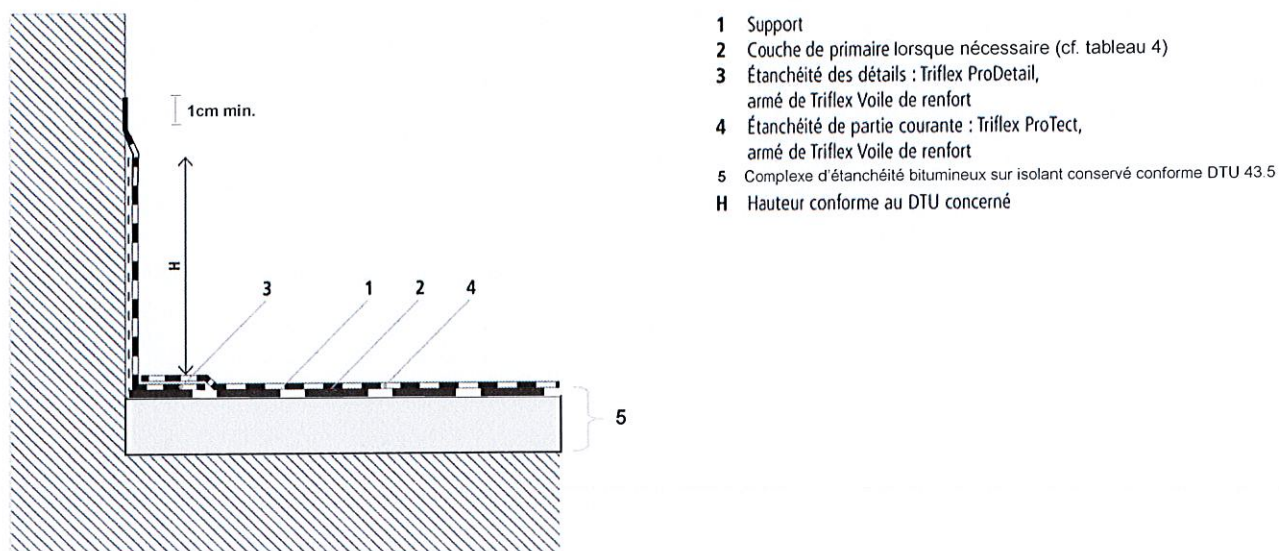 1 Support
2 Couche de primaire lorsque nécessaire (cf. tableau 4)
3 Étanchéité des détails : Triflex ProDetail,
armé de Triflex Voile de renfort
4 Étanchéité de partie courante : Triflex ProTect,
armé de Triflex Voile de renfort
5 Complexe d'étanchéité bitumineux sur isolant conservé conforme DTU 43.5
H Hauteur conforme au DTU concerné
1cm min.
H
3 1 2 4
5